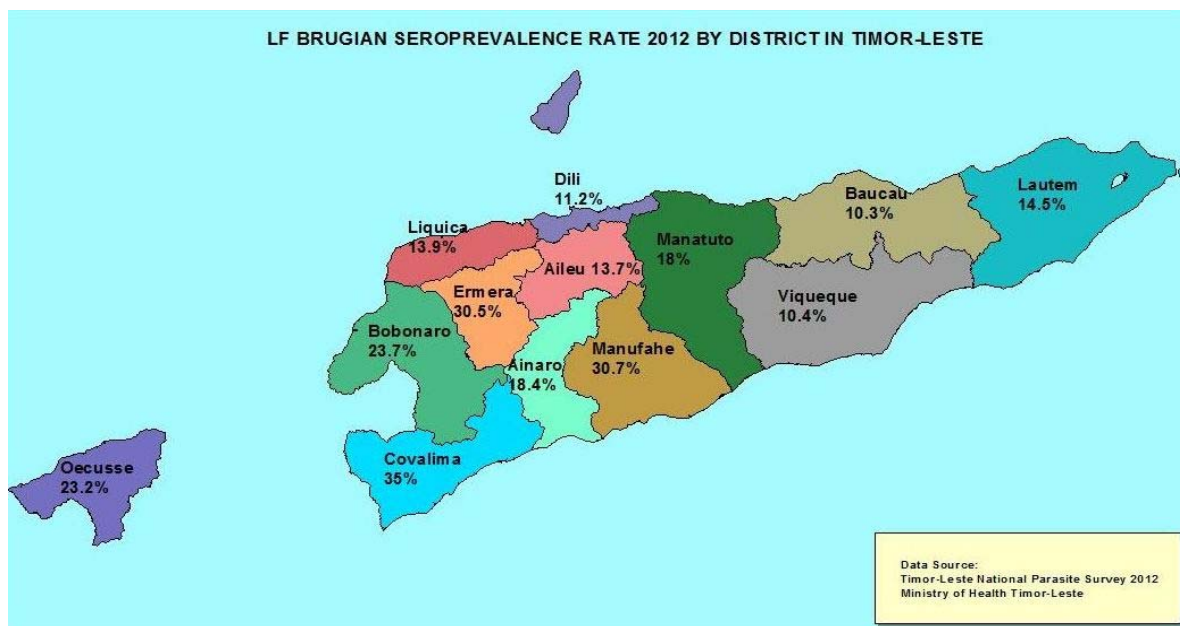 LF BRUGIAN SEROPREVALENCE RATE 2012 BY DISTRICT IN TIMOR-LESTE
Dili
11.2%
Baucau
10.3%
Lautem
14.5%
Liquica
13.9%
Manatuto
18%
Aileu 13.7%
Ermera
30.5%
Viqueque
10.4%
Bobonaro
23.7%
Manufahe
30.7%
Ainaro
18.4%
Covalima
35%
Oecusse
23.2%
Data Source:
Timor-Leste National Parasite Survey 2012
Ministry of Health Timor-Leste